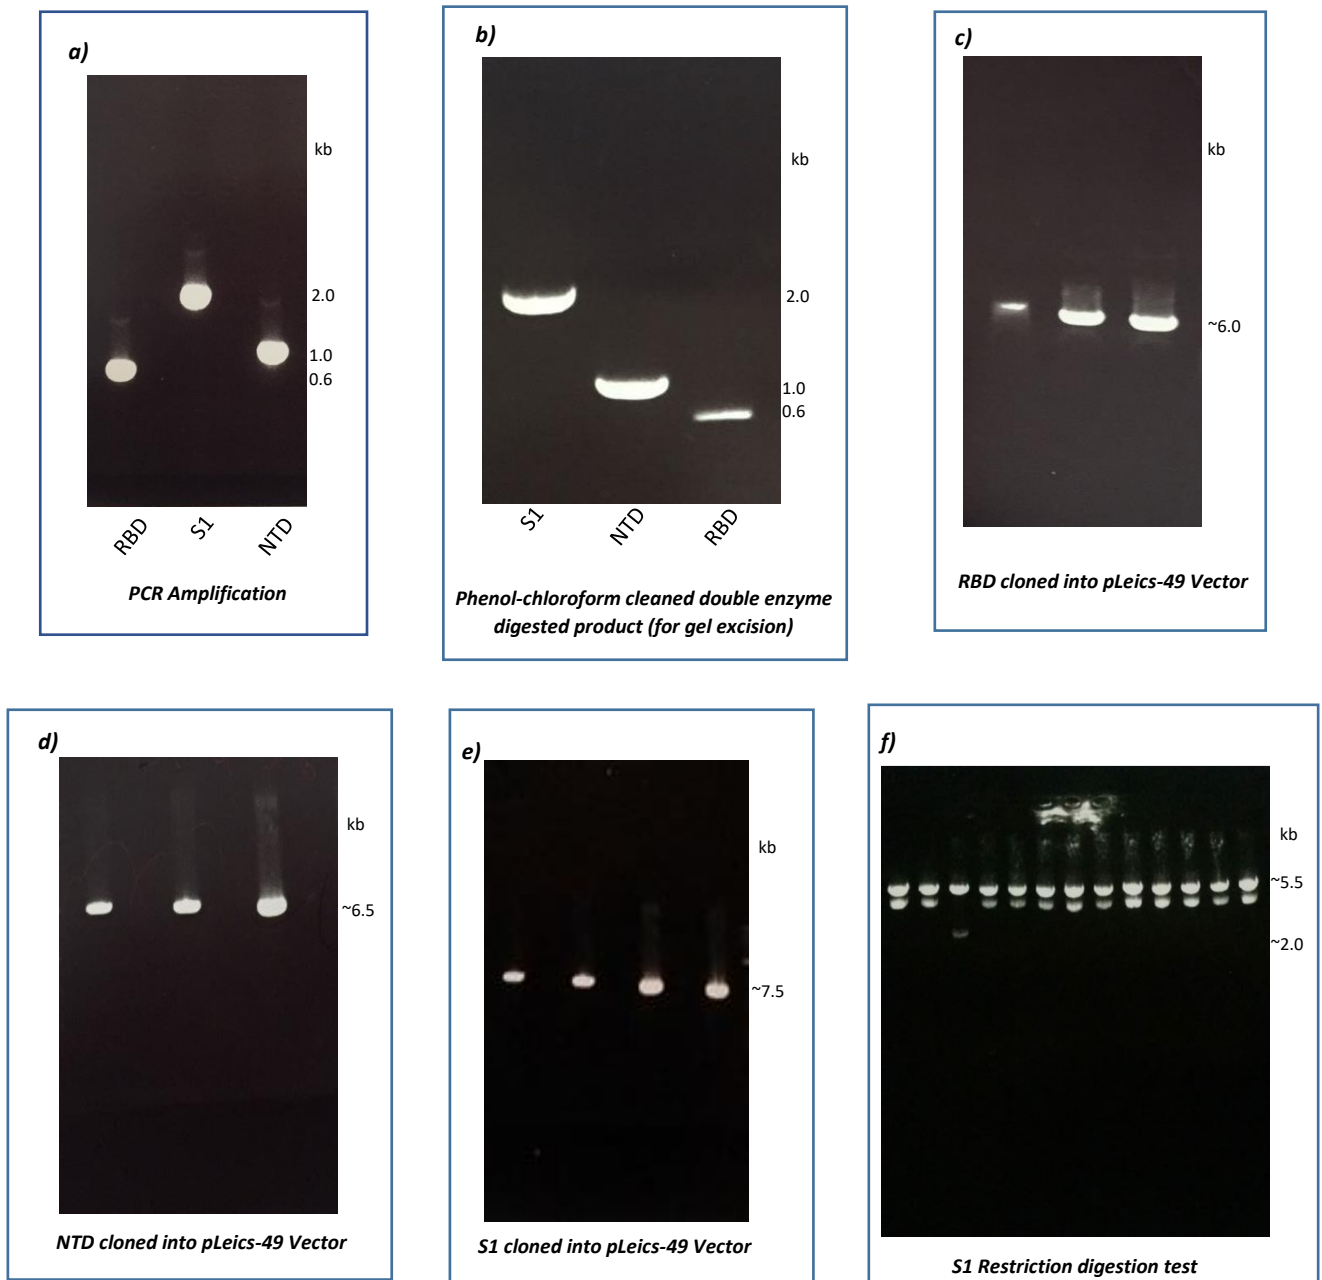 a)
kb
2.0
1.0
0.6
RBD
S1
NTD
PCR Amplification
b)
kb
2.0
1.0
0.6
S1
NTD
RBD
Phenol-chloroform cleaned double enzyme
digested product (for gel excision)
c)
kb
~6.0
RBD cloned into pLeics-49 Vector
d)
kb
~6.5
NTD cloned into pLeics-49 Vector
e)
kb
~7.5
S1 cloned into pLeics-49 Vector
f)
kb
~5.5
~2.0
S1 Restriction digestion test